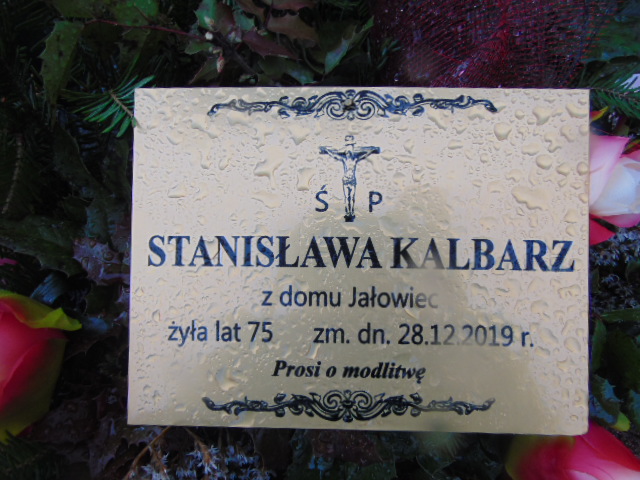 Ś P
STANISŁAWA KALBARZ
z domu Jałowiec
żyła lat 75 zm. dn. 28.12.2019 r.
Prosi o modlitwę